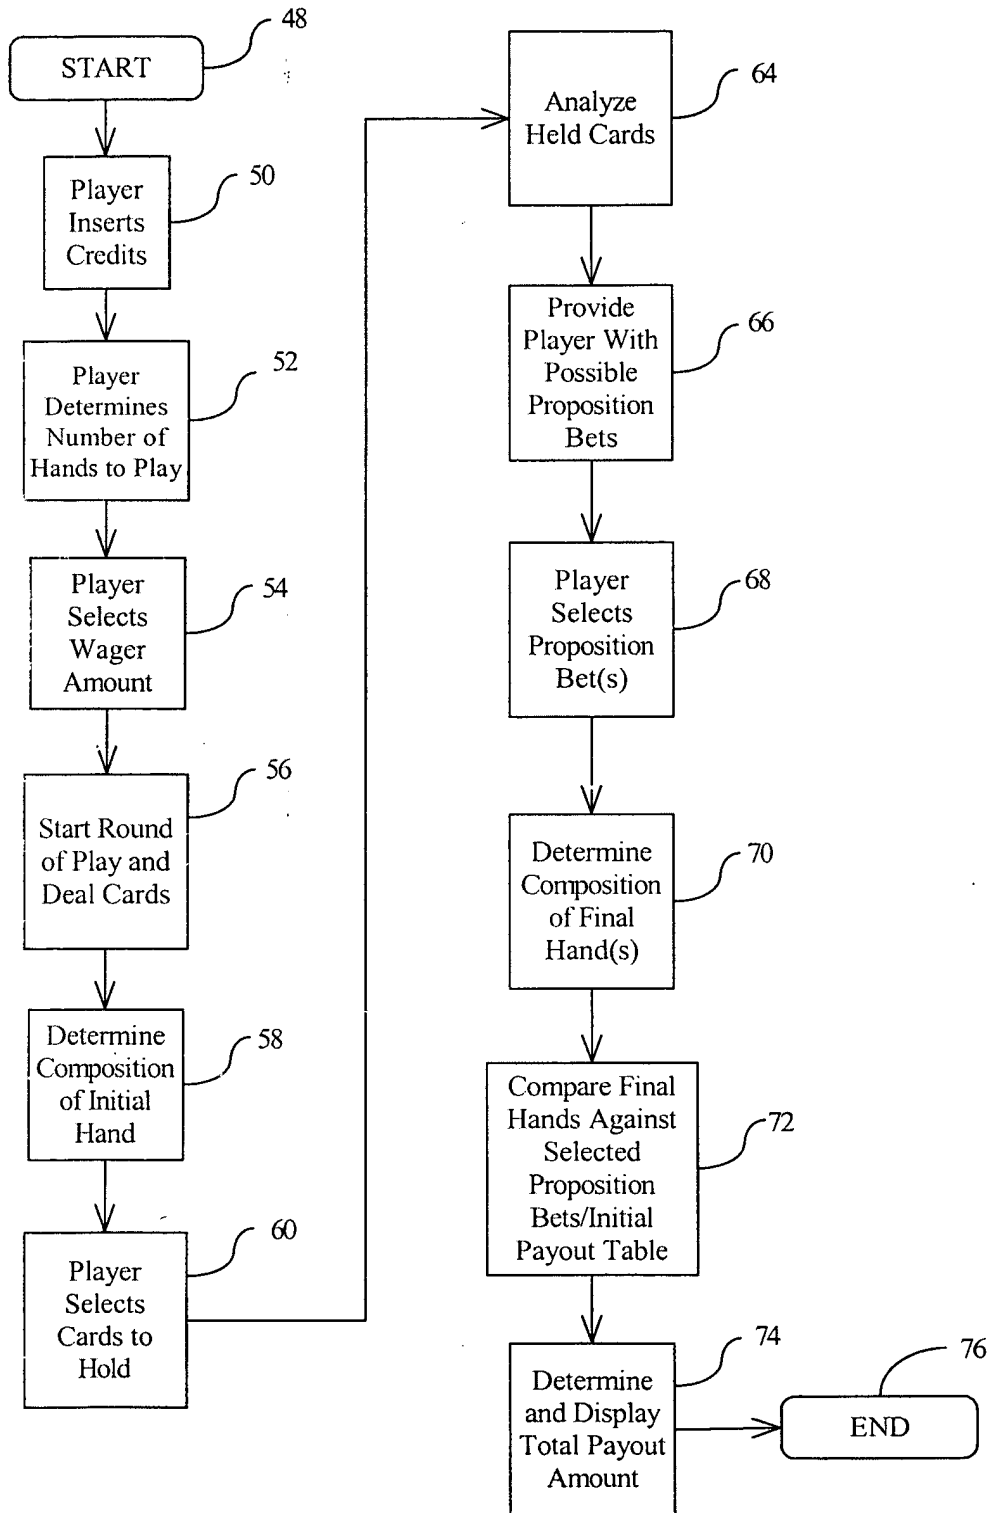 START
48
Player
Inserts
Credits
50
Player
Determines
Number of
Hands to Play
52
Player
Selects
Wager
Amount
54
Start Round
of Play and
Deal Cards
56
Determine
Composition
of Initial
Hand
58
Player
Selects
Cards to
Hold
60
Analyze
Held Cards
64
Provide
Player With
Possible
Proposition
Bets
66
Player
Selects
Proposition
Bet(s)
68
Determine
Composition
of Final
Hand(s)
70
Compare Final
Hands Against
Selected
Proposition
Bets/Initial
Payout Table
72
Determine
and Display
Total Payout
Amount
74
END
76